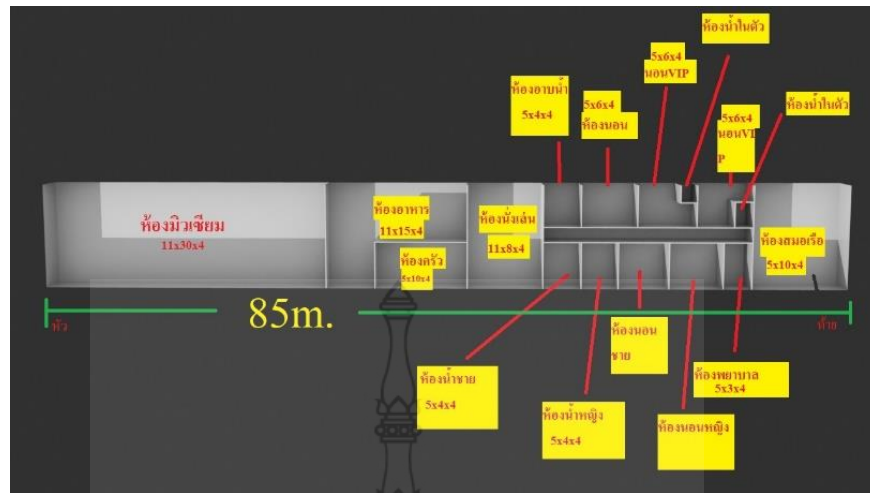 ห้องน้ำในตัว
5x6x4
นอนVIP
ห้องอาบน้ำ
5x4x4
5x6x4
ห้องนอน
ห้องน้ำในตัว
5x6x4
นอนVI
P
ห้องมิวเซียม
11x30x4
ห้องอาหาร
11x15x4
ห้องครัว
5x10x4
ห้องนั่งเล่น
11x8x4
ห้องสมอเรือ
5x10x4
หัว
85m.
ท้าย
ห้องนอน
ชาย
ห้องน้ำชาย
5x4x4
ห้องน้ำหญิง
5x4x4
ห้องนอนหญิง
ห้องพยาบาล
5x3x4